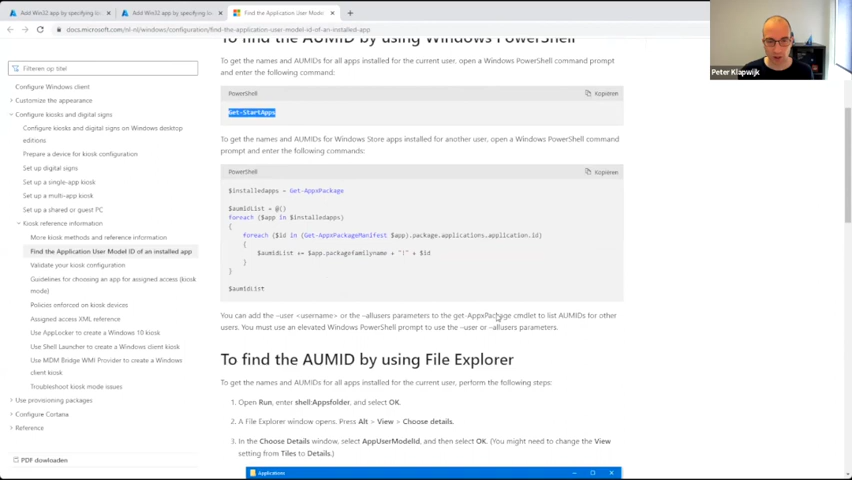 Add Win32 app by specifying loc
Add Win32 app by specifying loc
Find the Application User Model
docs.microsoft.com/nl-nl/windows/configuration/find-the-application-user-model-id-of-an-installed-app
Peter Klapwijk
Filteren op titel
Configure Windows client
Customize the appearance
Configure kiosks and digital signs
Configure kiosks and digital signs on Windows desktop
editions
Prepare a device for kiosk configuration
Set up digital signs
Set up a single-app kiosk
Set up a multi-app kiosk
Set up a shared or guest PC
Kiosk reference information
More kiosk methods and reference information
Find the Application User Model ID of an installed app
Validate your kiosk configuration
Guidelines for choosing an app for assigned access (kiosk
mode)
Policies enforced on kiosk devices
Assigned access XML reference
Use AppLocker to create a Windows 10 kiosk
Use Shell Launcher to create a Windows client kiosk
Use MDM Bridge WMI Provider to create a Windows
client kiosk
Troubleshoot kiosk mode issues
Use provisioning packages
Configure Cortana
Reference
PDF downloaden
To find the AUMID by using Windows PowerShell
To get the names and AUMIDs for all apps installed for the current user, open a Windows PowerShell command prompt
and enter the following command:
PowerShell
Kopiëren
Get-StartApps
To get the names and AUMIDs for Windows Store apps installed for another user, open a Windows PowerShell command
prompt and enter the following commands:
PowerShell
Kopiëren
$installedapps = Get-AppxPackage
$aumidList = @()
foreach ($app in $installedapps)
{
foreach ($id in (Get-AppxPackageManifest $app).package.applications.application.id)
{
$aumidList += $app.packagefamilyname + "!" + $id
}
}
$aumidList
You can add the –user <username> or the –allusers parameters to the get-AppxPackage cmdlet to list AUMIDs for other
users. You must use an elevated Windows PowerShell prompt to use the –user or –allusers parameters.
To find the AUMID by using File Explorer
To get the names and AUMIDs for all apps installed for the current user, perform the following steps:
1. Open Run, enter shell:Appsfolder, and select OK.
2. A File Explorer window opens. Press Alt > View > Choose details.
3. In the Choose Details window, select AppUserModelId, and then select OK. (You might need to change the View
setting from Tiles to Details.)
Applications